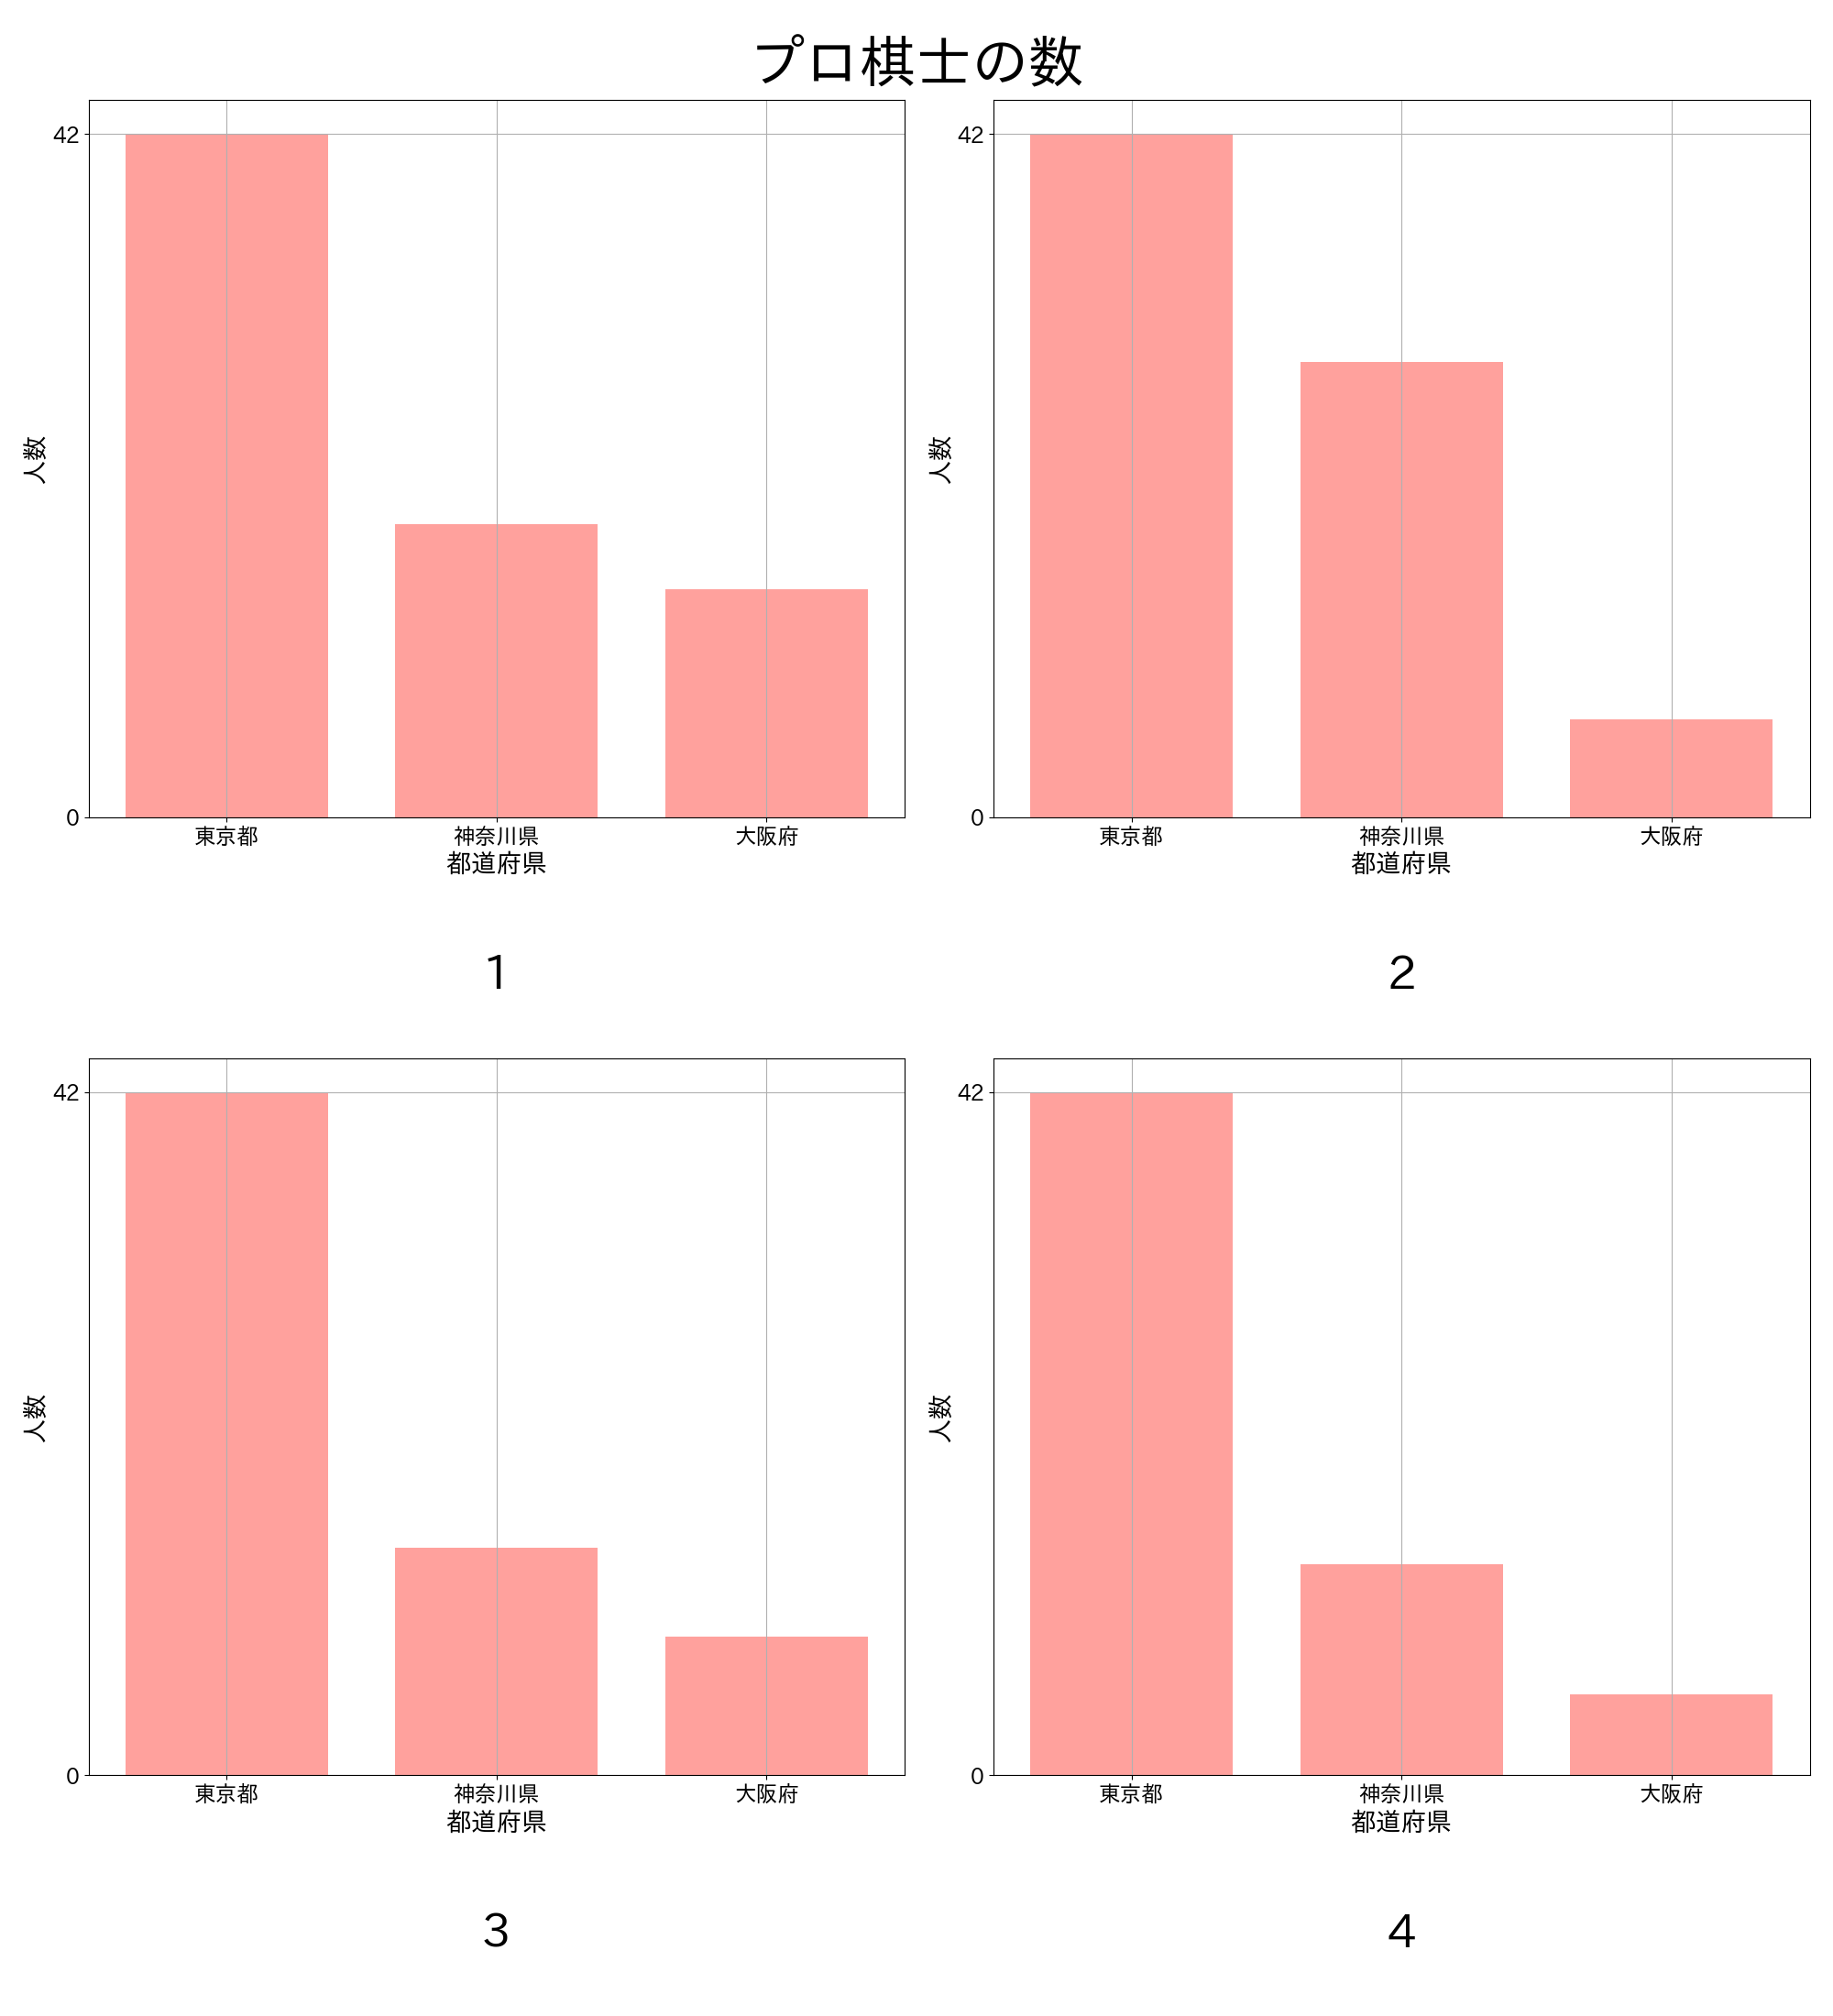 プロ棋士の数
42
人数
0
東京都 神奈川県 大阪府
都道府県
1
42
人数
0
東京都 神奈川県 大阪府
都道府県
2
42
人数
0
東京都 神奈川県 大阪府
都道府県
3
42
人数
0
東京都 神奈川県 大阪府
都道府県
4